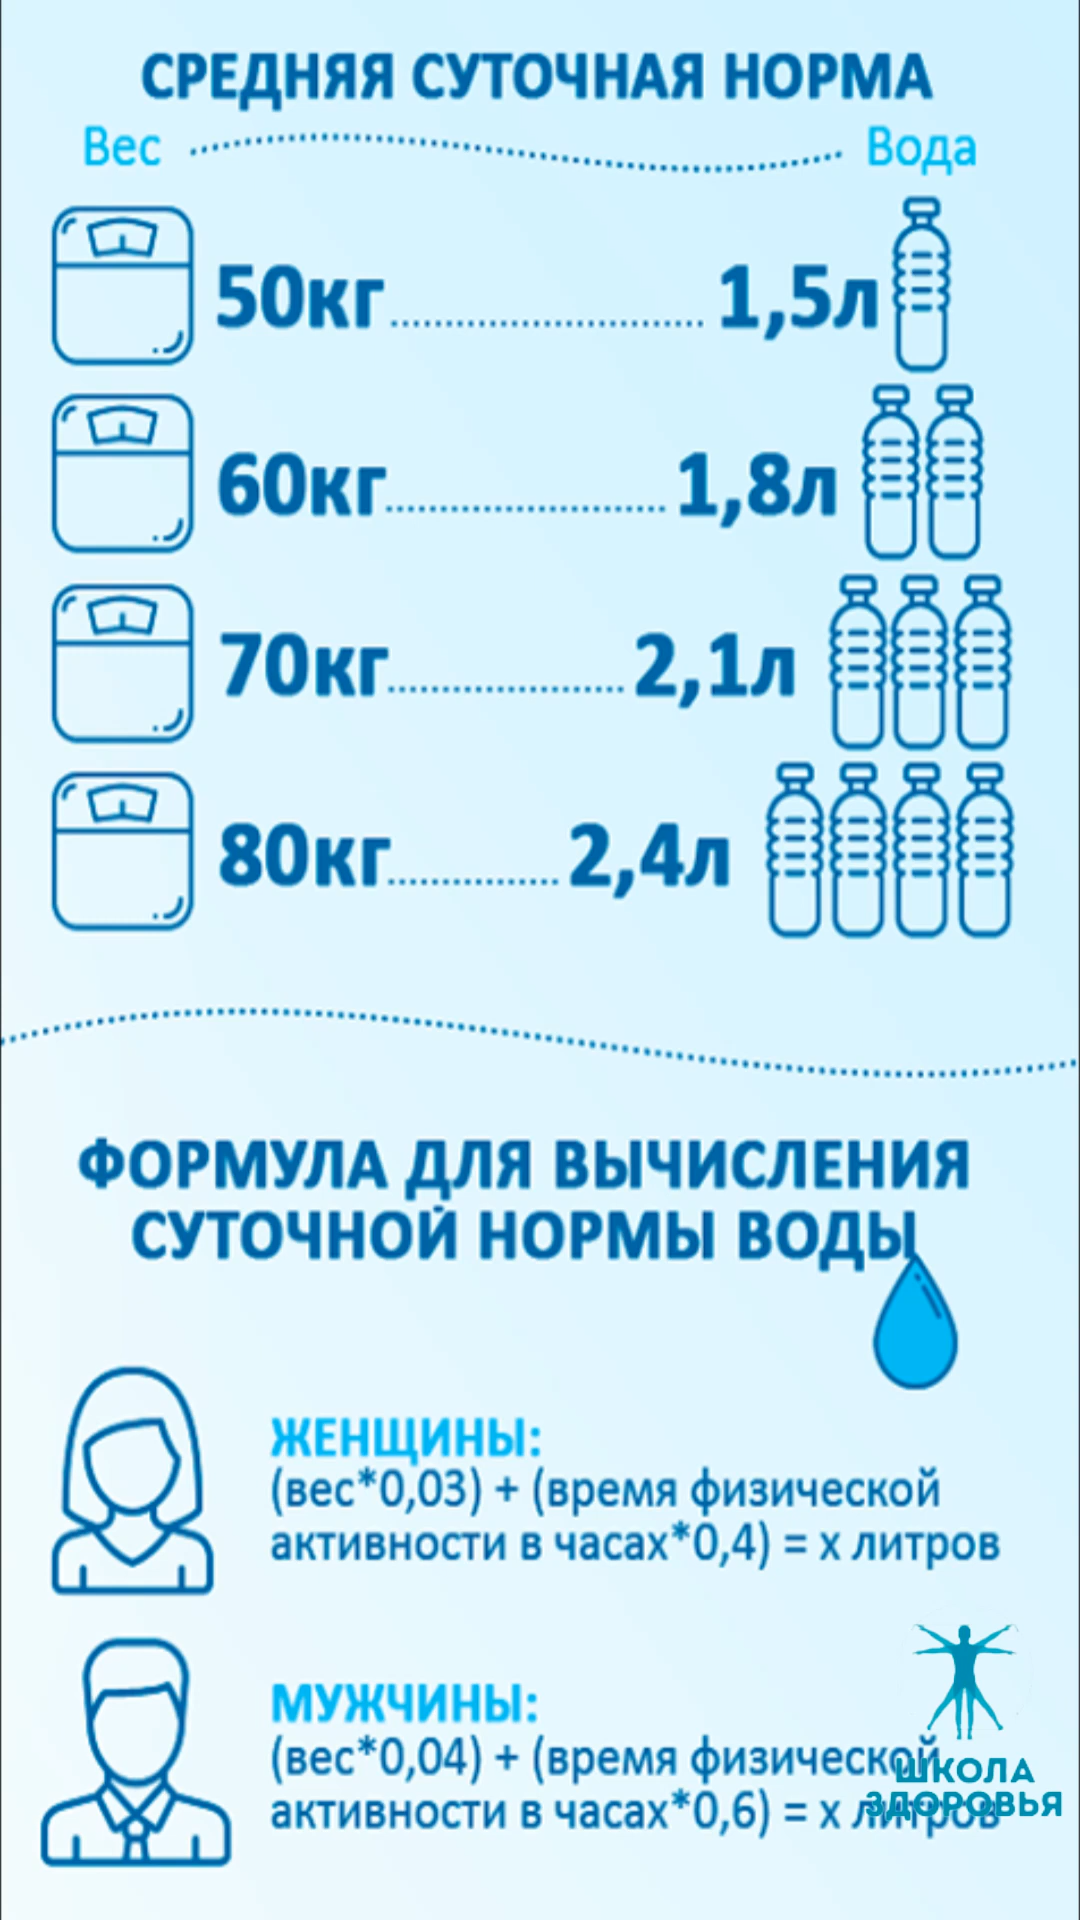 СРЕДНЯЯ СУТОЧНАЯ НОРМА
Вес Вода
50кг 1,5л
60кг 1,8л
70кг 2,1л
80кг 2,4л
ФОРМУЛА ДЛЯ ВЫЧИСЛЕНИЯ
СУТОЧНОЙ НОРМЫ ВОДЫ
ЖЕНЩИНЫ:
(вес*0,03) + (время физической
активности в часах*0,4) = х литров
МУЖЧИНЫ:
(вес*0,04) + (время физической
активности в часах*0,6) = х литров
ШКОЛА
ЗДОРОВЬЯ